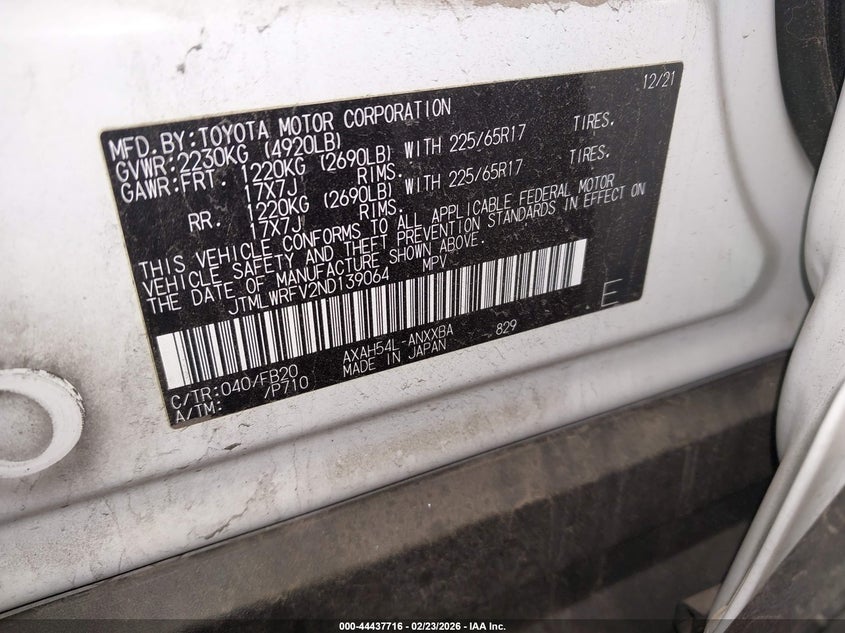 12/21
MFD.BY:TOYOTA MOTOR CORPORATION
GVWR:2230KG (4920LB)
GAWR:FRT. 1220KG (2690LB) WITH 225/65R17 TIRES.
17X7J RIMS.
RR. 1220KG (2690LB) WITH 225/65R17 TIRES.
17X7J RIMS.
THIS VEHICLE CONFORMS TO ALL APPLICABLE FEDERAL MOTOR
VEHICLE SAFETY AND THEFT PREVENTION STANDARDS IN EFFECT ON
THE DATE OF MANUFACTURE SHOWN ABOVE.
JTMLWRFV2ND139064 MPV
E
C/TR:040/FB20 AXAH54L-ANXXBA 829
A/TM: /P710 MADE IN JAPAN
000-44437716 - 02/23/2026 - IAA Inc.